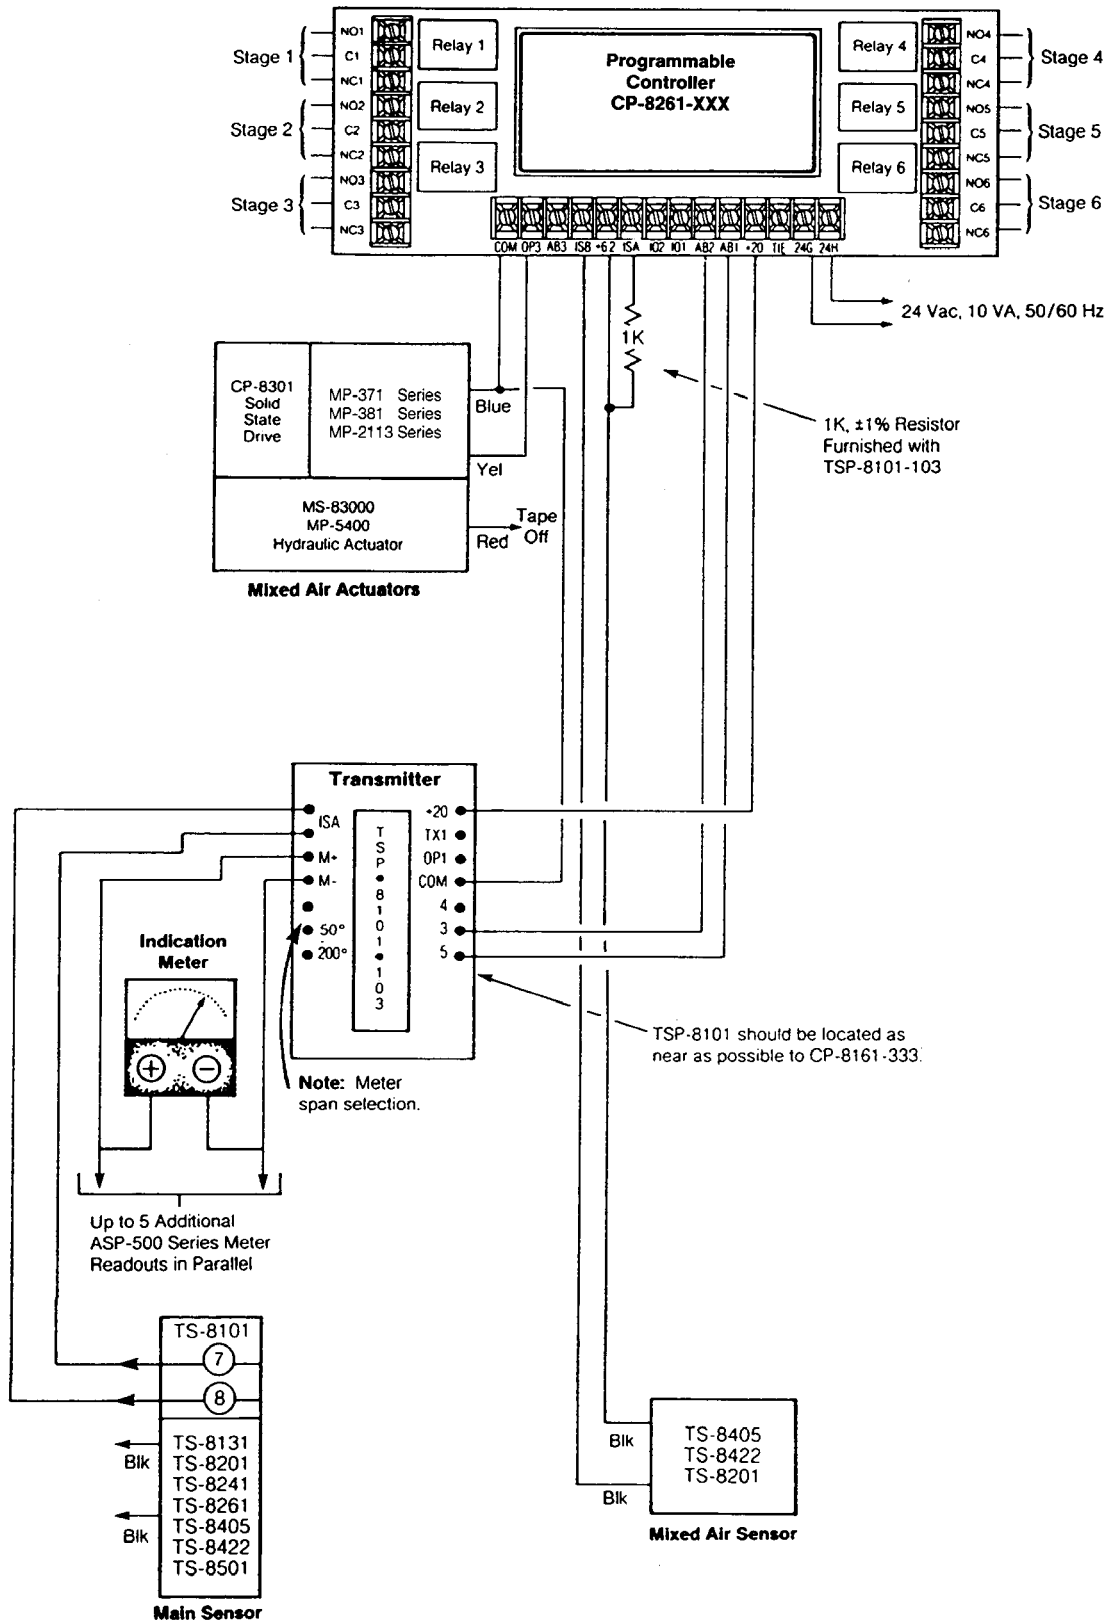 Stage 1
NO1
C1
NC1
Stage 2
NO2
C2
NC2
Stage 3
NO3
C3
NC3
Relay 1
Relay 2
Relay 3
Programmable
Controller
CP-8261-XXX
Relay 4
Relay 5
Relay 6
NO4
C4
NC4
Stage 4
NO5
C5
NC5
Stage 5
NO6
C6
NC6
Stage 6
COM OP3 AB3 ISB +6.2 ISA IO2 IO1 AB2 AB1 +20 TIE 24G 24H
24 Vac, 10 VA, 50/60 Hz
1K
1K, ±1% Resistor
Furnished with
TSP-8101-103
CP-8301
Solid
State
Drive
MP-371 Series
MP-381 Series
MP-2113 Series
Blue
Yel
MS-83000
MP-5400
Hydraulic Actuator
Red
Tape
Off
Mixed Air Actuators
Transmitter
ISA
M+
M-
50°
200°
TSP•8101•103
+20
TX1
OP1
COM
4
3
5
Indication
Meter
+ −
Note: Meter
span selection.
TSP-8101 should be located as
near as possible to CP-8161-333.
Up to 5 Additional
ASP-500 Series Meter
Readouts in Parallel
TS-8101
7
8
Blk
Blk
TS-8131
TS-8201
TS-8241
TS-8261
TS-8405
TS-8422
TS-8501
Main Sensor
Blk
Blk
TS-8405
TS-8422
TS-8201
Mixed Air Sensor